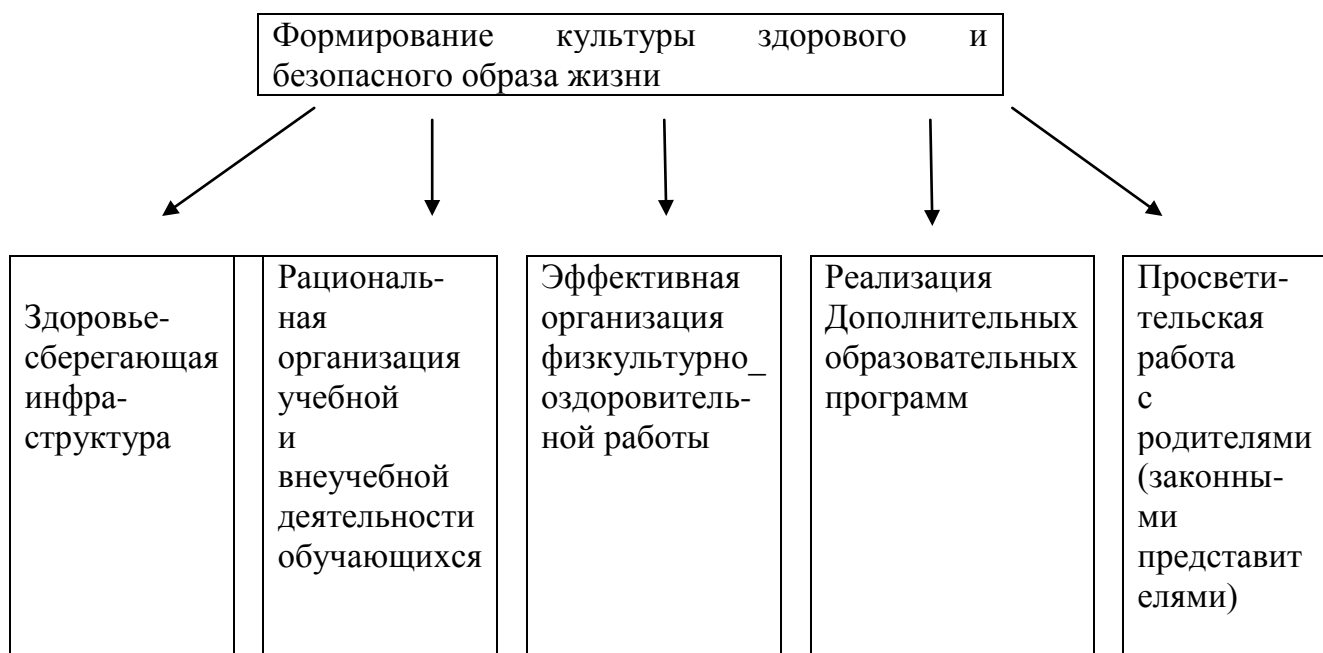 Формирование культуры здорового и
безопасного образа жизни
Здоровье-
сберегающая
инфра-
структура
Рациональ-
ная
организация
учебной
и
внеучебной
деятельности
обучающихся
Эффективная
организация
физкультурно_
оздоровитель-
ной работы
Реализация
Дополнительных
образовательных
программ
Просвети-
тельская
работа
с
родителями
(законны-
ми
представит
елями)